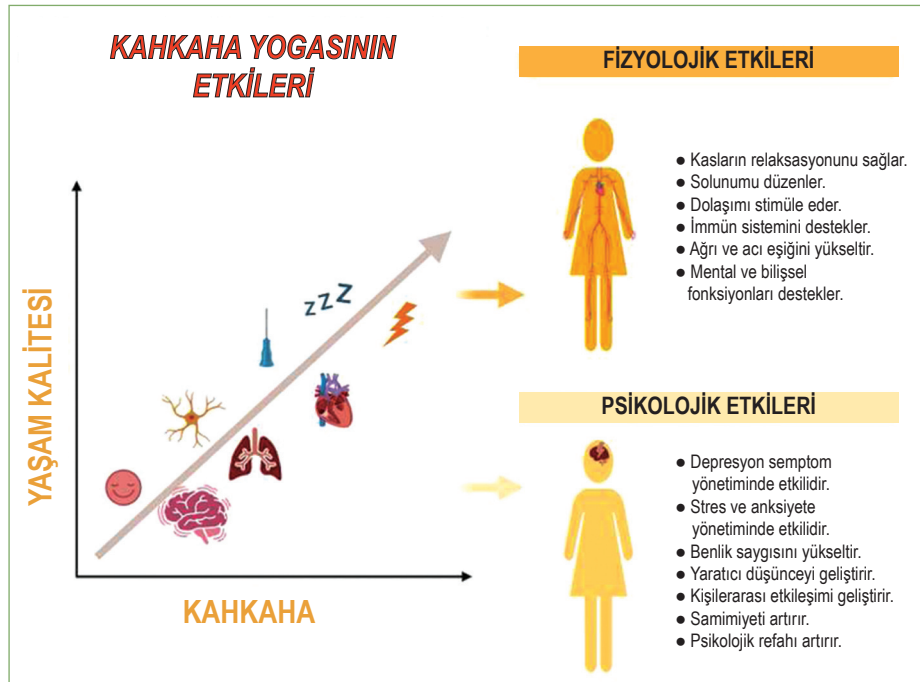 KAHKAHA YOGASININ
ETKİLERİ
YAŞAM KALİTESİ
zzZ
KAHKAHA
FİZYOLOJİK ETKİLERİ
● Kasların relaksasyonunu sağlar.
● Solunumu düzenler.
● Dolaşımı stimüle eder.
● İmmün sistemini destekler.
● Ağrı ve acı eşiğini yükseltir.
● Mental ve bilişsel
fonksiyonları destekler.
PSİKOLOJİK ETKİLERİ
● Depresyon semptom
yönetiminde etkilidir.
● Stres ve anksiyete
yönetiminde etkilidir.
● Benlik saygısını yükseltir.
● Yaratıcı düşünceyi geliştirir.
● Kişilerarası etkileşimi geliştirir.
● Samimiyeti artırır.
● Psikolojik refahı artırır.